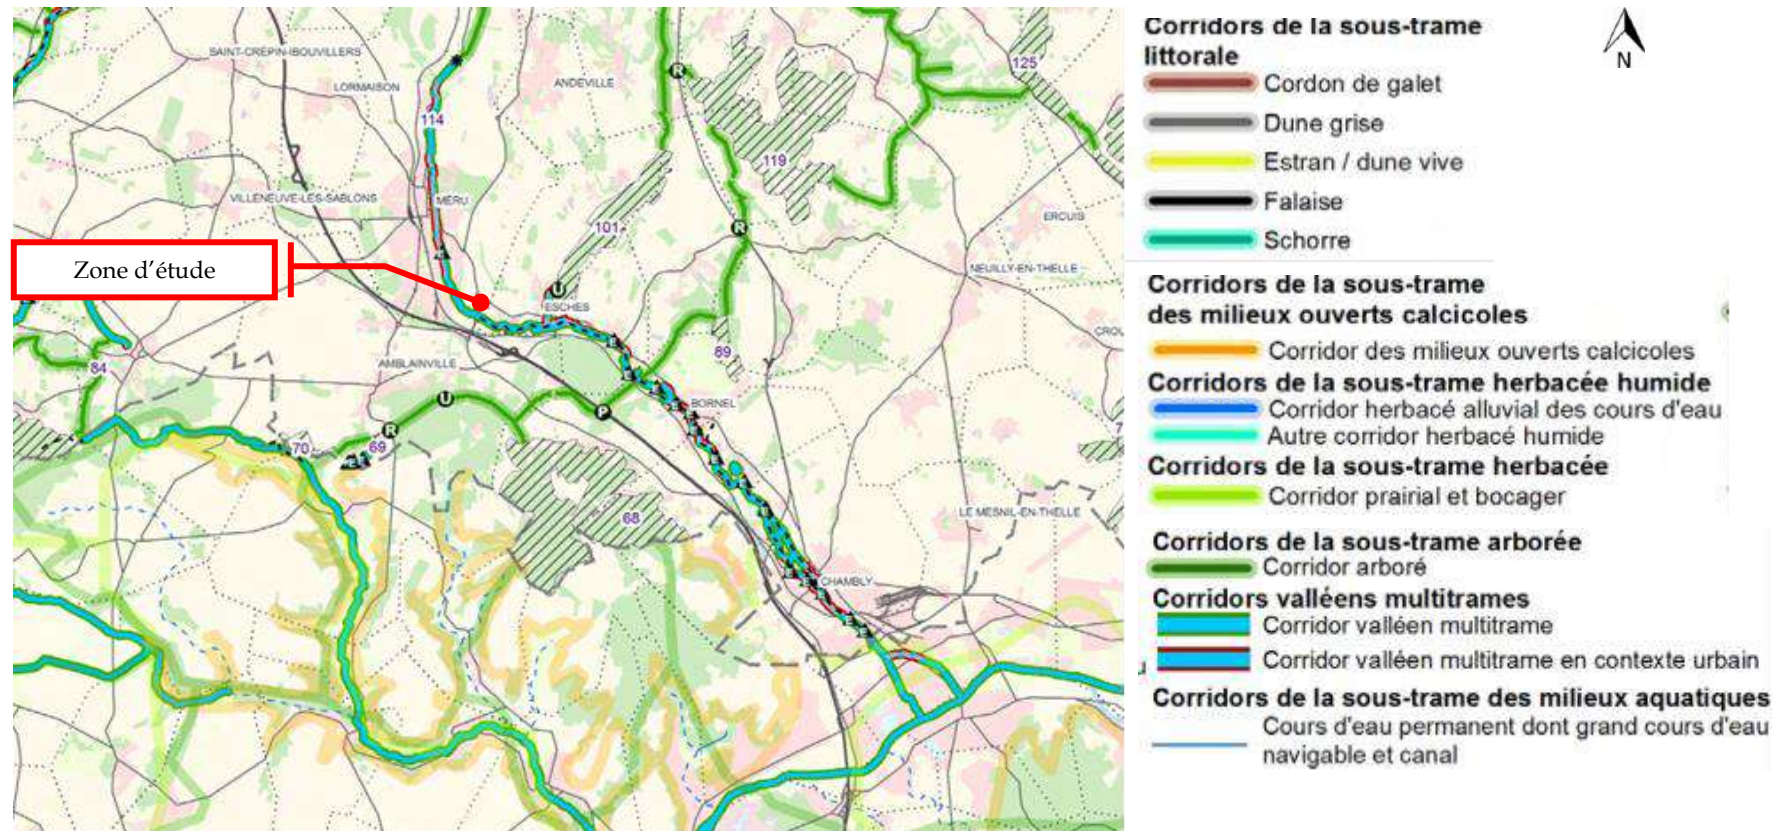 SAINT-CREPIN-IBOUVILLERS
LORMAISON
ANDEVILLE
R
125
114
119
VILLENEUVE-LES-SABLONS
MERU
101
R
ERCUIS
Zone d'étude
NEUILLY-EN-THELLE
U
ESCHES
CROU
84
AMBLAINVILLE
89
U
P
BORNEL
R
70
69
68
LE MESNIL-EN-THELLE
CHAMBLY
Corridors de la sous-trame
littorale
Cordon de galet
Dune grise
Estran / dune vive
Falaise
Schorre
N
Corridors de la sous-trame
des milieux ouverts calcicoles
Corridor des milieux ouverts calcicoles
Corridors de la sous-trame herbacée humide
Corridor herbacé alluvial des cours d'eau
Autre corridor herbacé humide
Corridors de la sous-trame herbacée
Corridor prairial et bocager
Corridors de la sous-trame arborée
Corridor arboré
Corridors valléens multitrames
Corridor valléen multitrame
Corridor valléen multitrame en contexte urbain
Corridors de la sous-trame des milieux aquatiques
Cours d'eau permanent dont grand cours d'eau
navigable et canal